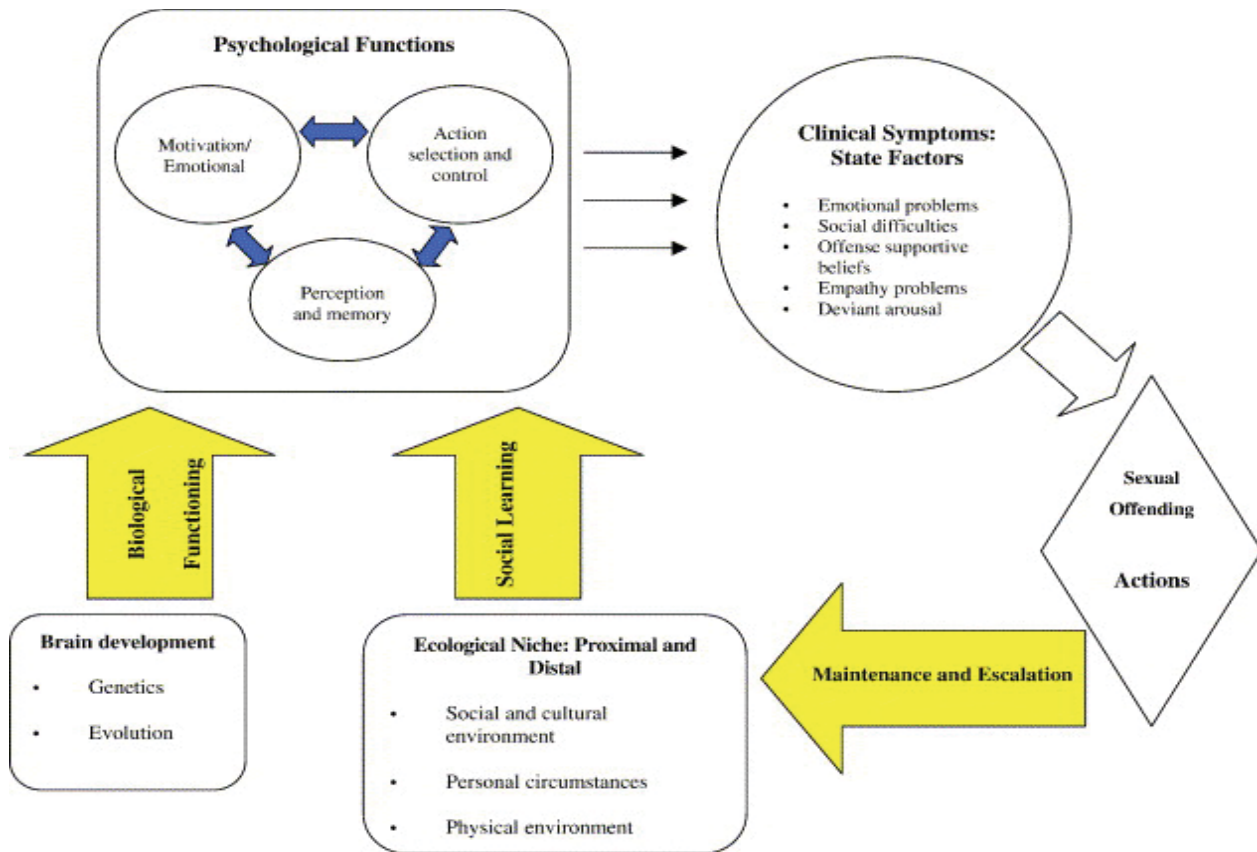 Psychological Functions
Motivation/
Emotional
Action
selection and
control
Perception
and memory
Clinical Symptoms:
State Factors
• Emotional problems
• Social difficulties
• Offense supportive
beliefs
• Empathy problems
• Deviant arousal
Biological
Functioning
Social Learning
Sexual
Offending
Actions
Brain development
• Genetics
• Evolution
Ecological Niche: Proximal and
Distal
• Social and cultural
environment
• Personal circumstances
• Physical environment
Maintenance and Escalation